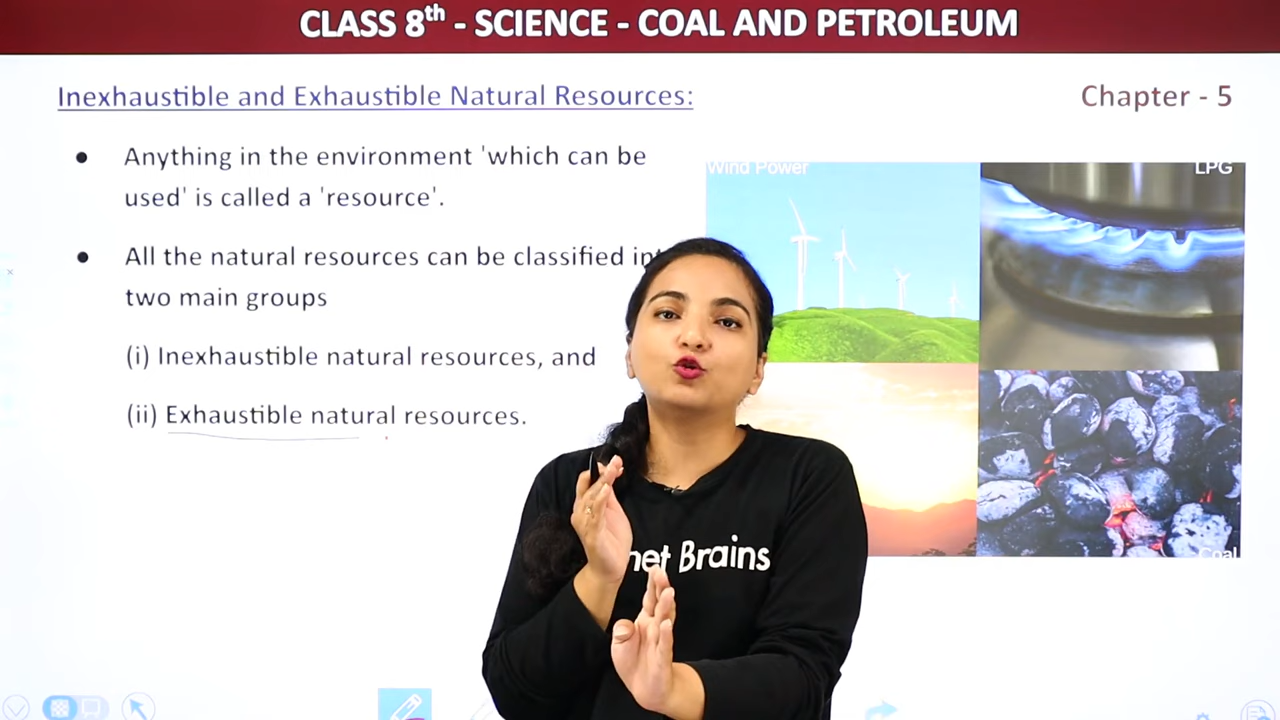 CLASS 8th - SCIENCE - COAL AND PETROLEUM
Inexhaustible and Exhaustible Natural Resources:
Chapter - 5
● Anything in the environment 'which can be
used' is called a 'resource'.
● All the natural resources can be classified
two main groups
(i) Inexhaustible natural resources, and
(ii) Exhaustible natural resources.
Wind Power
LPG
Coal
Brains